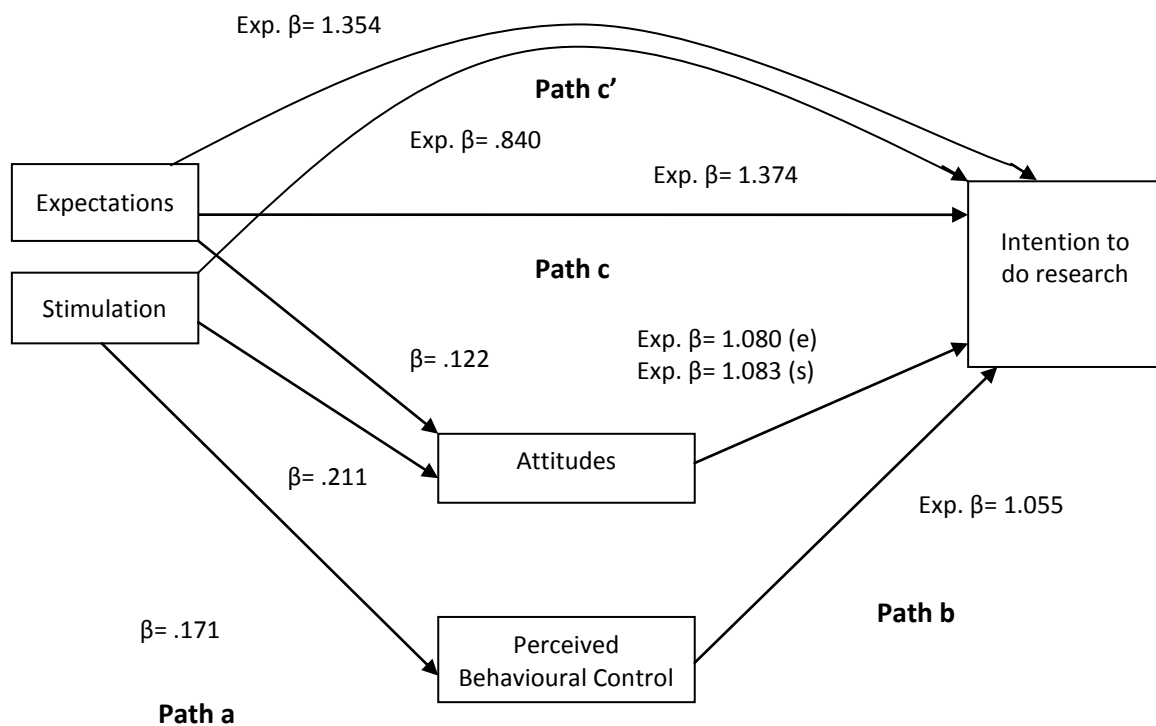 Exp. β= 1.354
Path c’
Exp. β= .840
Expectations
Exp. β= 1.374
Intention to
do research
Path c
Stimulation
Exp. β= 1.080 (e)
Exp. β= 1.083 (s)
β= .122
Attitudes
β= .211
Exp. β= 1.055
Path b
β= .171
Perceived
Behavioural Control
Path a